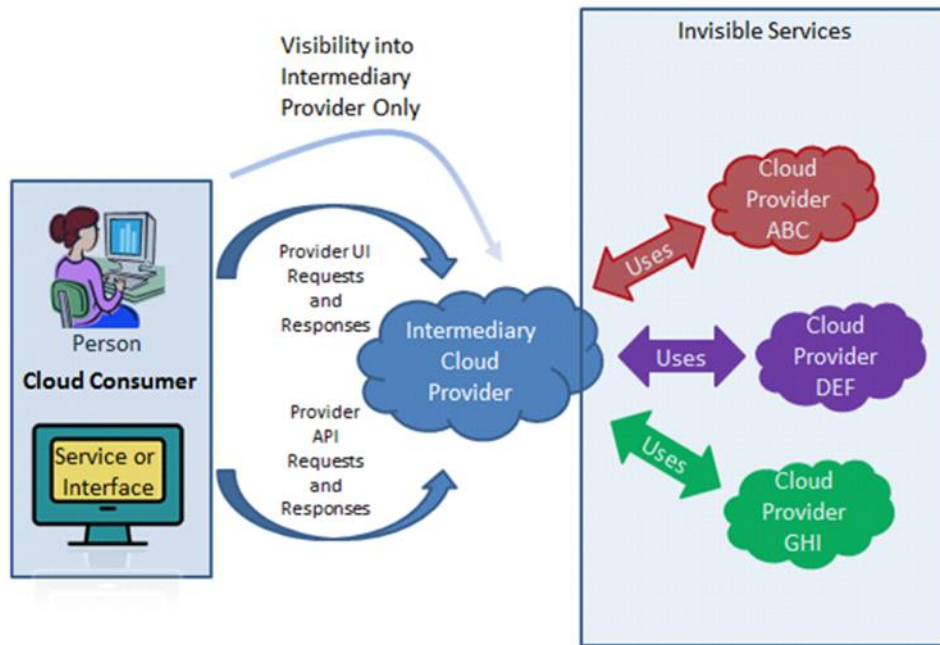 Visibility into
Intermediary
Provider Only
Invisible Services
Person
Cloud Consumer
Service or
Interface
Provider UI
Requests
and
Responses
Provider
API
Requests
and
Responses
Intermediary
Cloud
Provider
Uses
Cloud
Provider
ABC
Uses
Cloud
Provider
DEF
Uses
Cloud
Provider
GHI